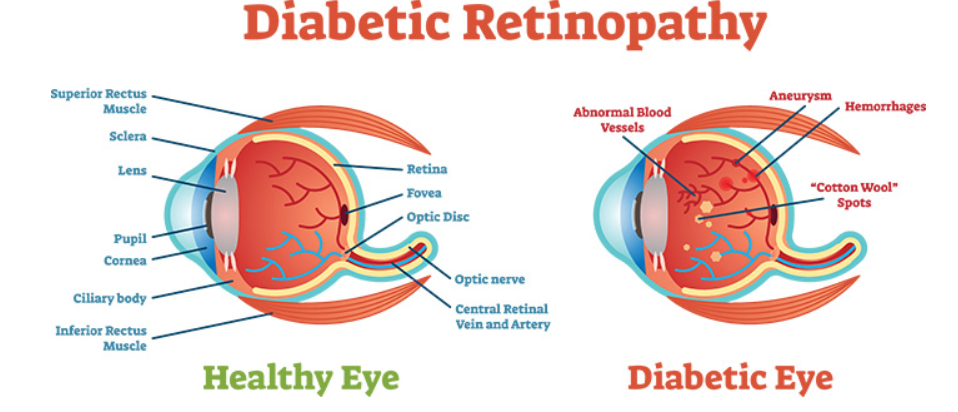 Diabetic Retinopathy
Superior Rectus
Muscle
Sclera
Lens
Pupil
Cornea
Ciliary body
Inferior Rectus
Muscle
Retina
Fovea
Optic Disc
Optic nerve
Central Retinal
Vein and Artery
Healthy Eye
Abnormal Blood
Vessels
Aneurysm
Hemorrhages
“Cotton Wool”
Spots
Diabetic Eye